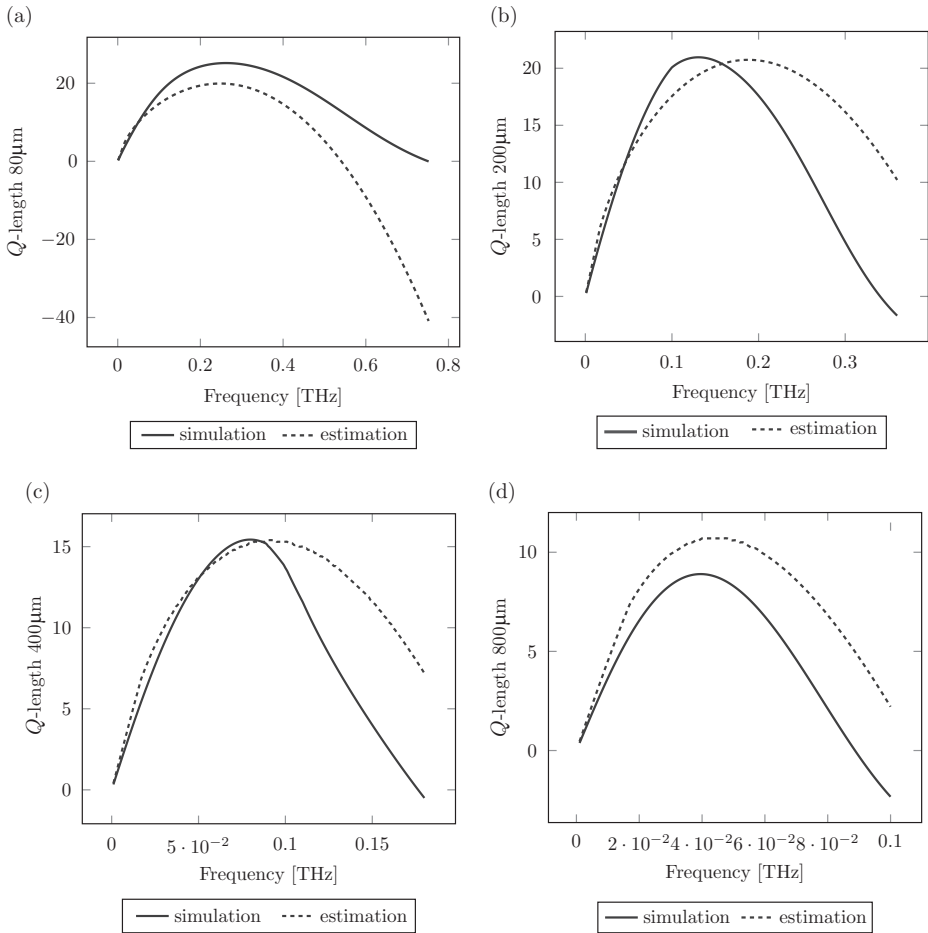 (a)
Q-length 80μm
20
0
−20
−40
0 0.2 0.4 0.6 0.8
Frequency [THz]
simulation estimation
(b)
Q-length 200μm
20
15
10
5
0
0 0.1 0.2 0.3
Frequency [THz]
simulation estimation
(c)
Q-length 400μm
15
10
5
0
0 5 · 10⁻² 0.1 0.15
Frequency [THz]
simulation estimation
(d)
Q-length 800μm
10
5
0
0 2 · 10⁻² 4 · 10⁻² 6 · 10⁻² 8 · 10⁻² 0.1
Frequency [THz]
simulation estimation